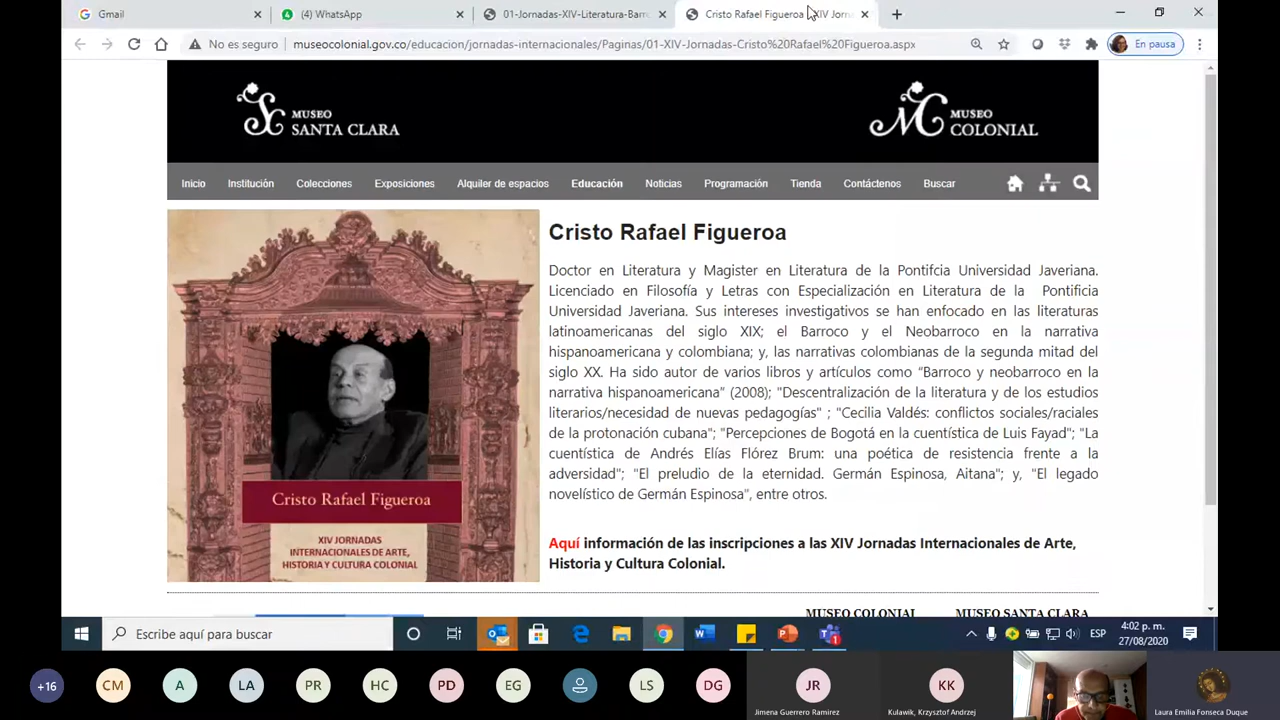 Gmail
(4) WhatsApp
01-Jornadas-XIV-Literatura-Barr
Cristo Rafael Figueroa - XIV Jorna
No es seguro
museocolonial.gov.co/educacion/jornadas-internacionales/Paginas/01-XIV-Jornadas-Cristo%20Rafael%20Figueroa.aspx
En pausa
MUSEO
SANTA CLARA
MUSEO
COLONIAL
Inicio
Institución
Colecciones
Exposiciones
Alquiler de espacios
Educación
Noticias
Programación
Tienda
Contáctenos
Buscar
Cristo Rafael Figueroa
XIV JORNADAS
INTERNACIONALES DE ARTE,
HISTORIA Y CULTURA COLONIAL
Cristo Rafael Figueroa
Doctor en Literatura y Magister en Literatura de la Pontifcia Universidad Javeriana.
Licenciado en Filosofía y Letras con Especialización en Literatura de la Pontificia
Universidad Javeriana. Sus intereses investigativos se han enfocado en las literaturas
latinoamericanas del siglo XIX; el Barroco y el Neobarroco en la narrativa
hispanoamericana y colombiana; y, las narrativas colombianas de la segunda mitad del
siglo XX. Ha sido autor de varios libros y artículos como “Barroco y neobarroco en la
narrativa hispanoamericana” (2008); "Descentralización de la literatura y de los estudios
literarios/necesidad de nuevas pedagogías" ; "Cecilia Valdés: conflictos sociales/raciales
de la protonación cubana"; "Percepciones de Bogotá en la cuentística de Luis Fayad"; "La
cuentística de Andrés Elías Flórez Brum: una poética de resistencia frente a la
adversidad"; "El preludio de la eternidad. Germán Espinosa, Aitana"; y, "El legado
novelístico de Germán Espinosa", entre otros.
Aquí información de las inscripciones a las XIV Jornadas Internacionales de Arte,
Historia y Cultura Colonial.
MUSEO COLONIAL
MUSEO SANTA CLARA
Escribe aquí para buscar
ESP
4:02 p. m.
27/08/2020
+16
CM
A
LA
PR
HC
PD
EG
LS
DG
JR
Jimena Guerrero Ramirez
KK
Kulawik, Krzysztof Andrzej
Laura Emilia Fonseca Duque